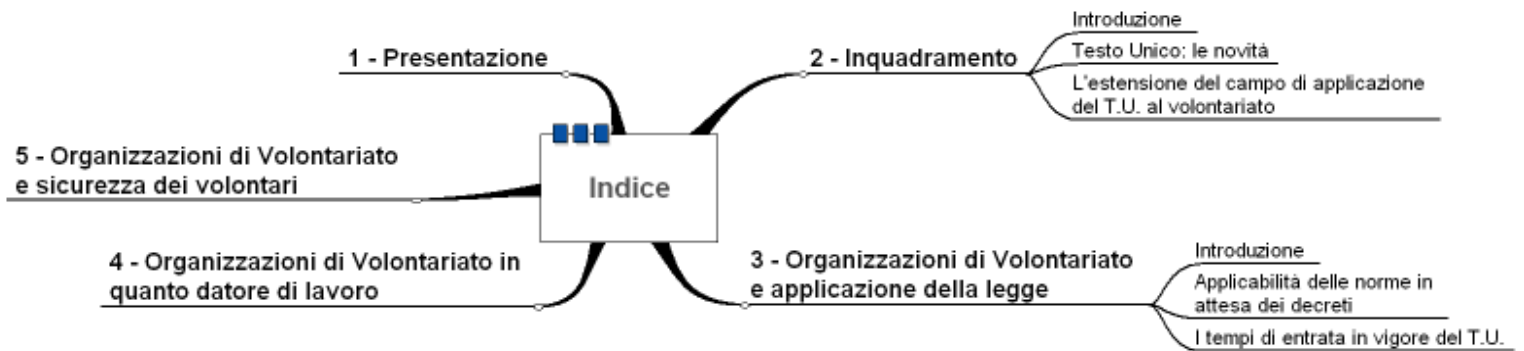 Indice
1 - Presentazione
2 - Inquadramento
Introduzione
Testo Unico: le novità
L'estensione del campo di applicazione
del T.U. al volontariato
3 - Organizzazioni di Volontariato
e applicazione della legge
Introduzione
Applicabilità delle norme in
attesa dei decreti
I tempi di entrata in vigore del T.U.
4 - Organizzazioni di Volontariato in
quanto datore di lavoro
5 - Organizzazioni di Volontariato
e sicurezza dei volontari